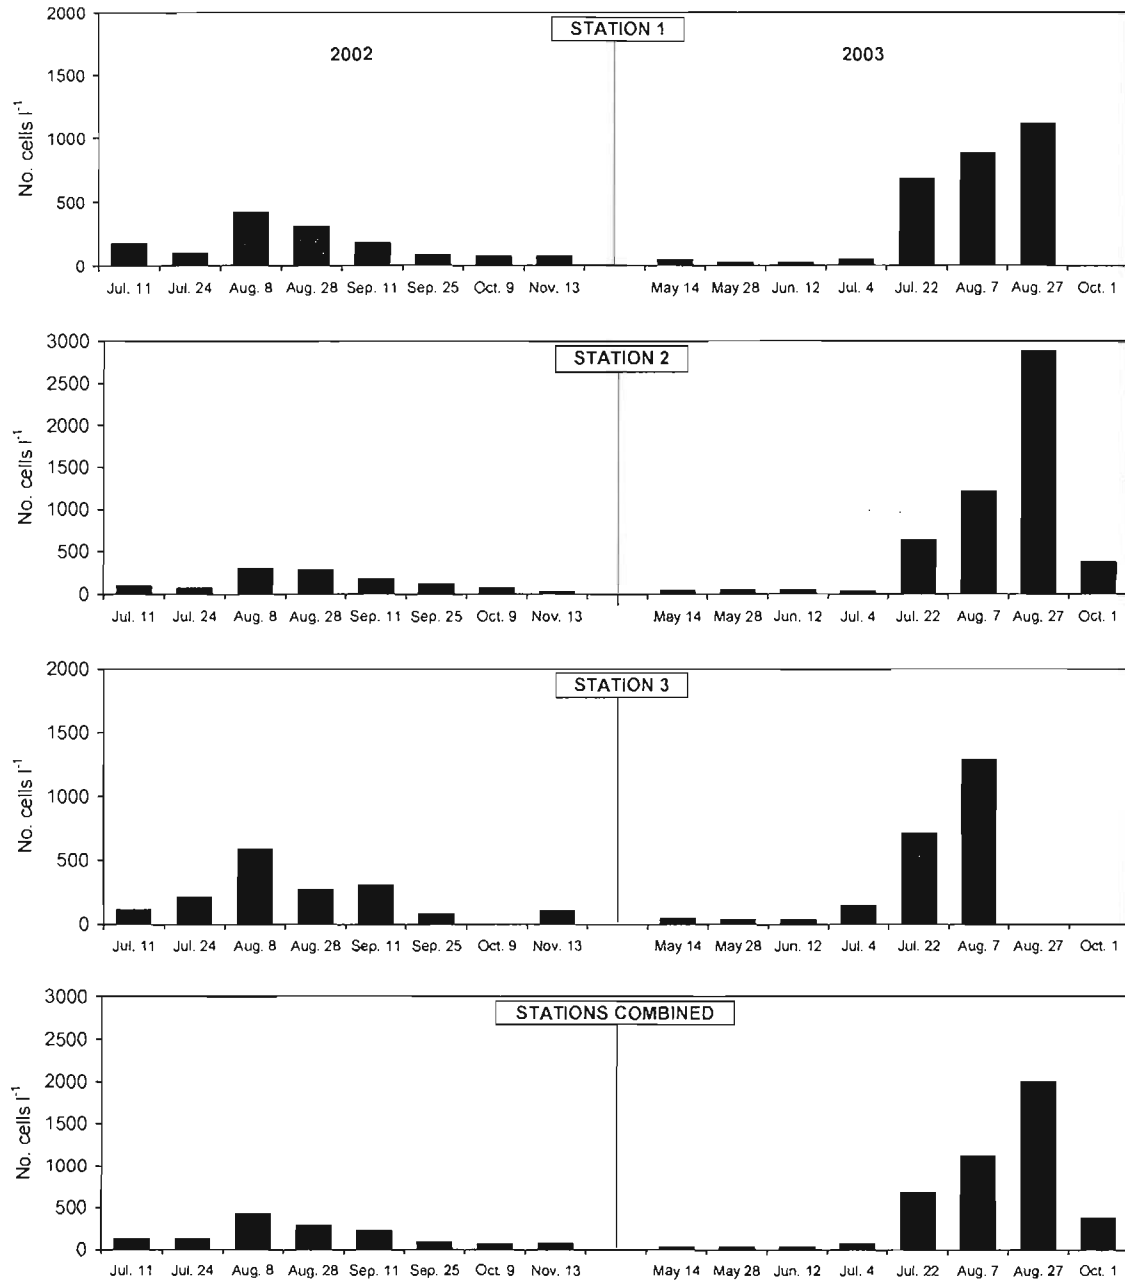 STATION 1
2002 2003
No. cells l-1
2000
1500
1000
500
0
Jul. 11 Jul. 24 Aug. 8 Aug. 28 Sep. 11 Sep. 25 Oct. 9 Nov. 13 May 14 May 28 Jun. 12 Jul. 4 Jul. 22 Aug. 7 Aug. 27 Oct. 1
STATION 2
No. cells l-1
3000
2500
2000
1500
1000
500
0
Jul. 11 Jul. 24 Aug. 8 Aug. 28 Sep. 11 Sep. 25 Oct. 9 Nov. 13 May 14 May 28 Jun. 12 Jul. 4 Jul. 22 Aug. 7 Aug. 27 Oct. 1
STATION 3
No. cells l-1
2000
1500
1000
500
0
Jul. 11 Jul. 24 Aug. 8 Aug. 28 Sep. 11 Sep. 25 Oct. 9 Nov. 13 May 14 May 28 Jun. 12 Jul. 4 Jul. 22 Aug. 7 Aug. 27 Oct. 1
STATIONS COMBINED
No. cells l-1
3000
2500
2000
1500
1000
500
0
Jul. 11 Jul. 24 Aug. 8 Aug. 28 Sep. 11 Sep. 25 Oct. 9 Nov. 13 May 14 May 28 Jun. 12 Jul. 4 Jul. 22 Aug. 7 Aug. 27 Oct. 1